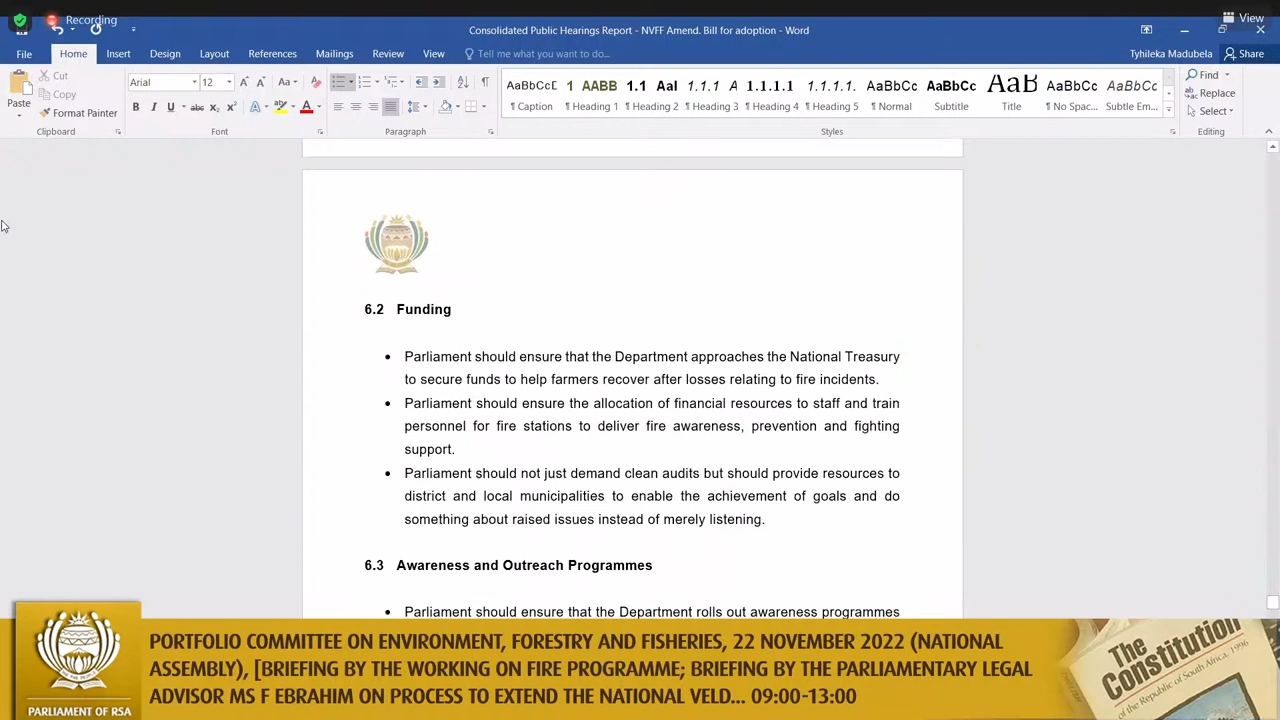 Recording
View
Consolidated Public Hearings Report - NVFF Amend. Bill for adoption - Word
File Home Insert Design Layout References Mailings Review View Tell me what you want to do... Tyhileka Madubela Share
Paste
Cut
Copy
Format Painter
Clipboard
Arial 12
Font
Paragraph
AaBbCcD 1 AABB 1.1 AaI 1.1.1 A 1.1.1.1 1.1.1.1. AaBbCc AaBbCc AaB AaBbCc AaBbCc
¶ Caption ¶ Heading 1 ¶ Heading 2 ¶ Heading 3 ¶ Heading 4 ¶ Heading 5 ¶ Normal Subtitle Title ¶ No Spac... Subtle Em...
Styles
Find
Replace
Select
Editing
6.2 Funding
• Parliament should ensure that the Department approaches the National Treasury
to secure funds to help farmers recover after losses relating to fire incidents.
• Parliament should ensure the allocation of financial resources to staff and train
personnel for fire stations to deliver fire awareness, prevention and fighting
support.
• Parliament should not just demand clean audits but should provide resources to
district and local municipalities to enable the achievement of goals and do
something about raised issues instead of merely listening.
6.3 Awareness and Outreach Programmes
• Parliament should ensure that the Department rolls out awareness programmes
PORTFOLIO COMMITTEE ON ENVIRONMENT, FORESTRY AND FISHERIES, 22 NOVEMBER 2022 (NATIONAL
ASSEMBLY), [BRIEFING BY THE WORKING ON FIRE PROGRAMME; BRIEFING BY THE PARLIAMENTARY LEGAL
ADVISOR MS F EBRAHIM ON PROCESS TO EXTEND THE NATIONAL VELD... 09:00-13:00
PARLIAMENT OF RSA
The
Constitution
of the Republic of South Africa, 1996